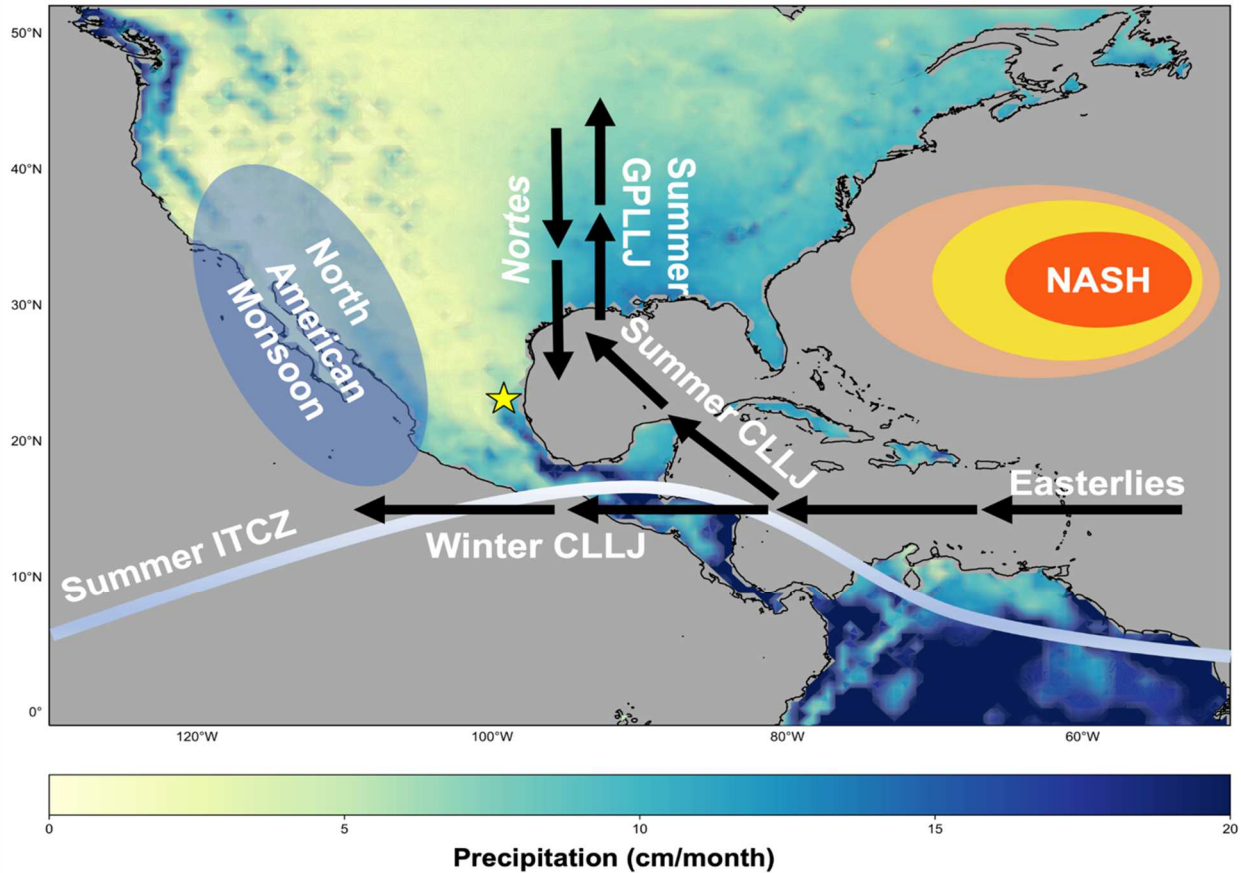 50°N
40°N
30°N
20°N
10°N
0°
120°W
100°W
80°W
60°W
North
American
Monsoon
Nortes
Summer
GPLLJ
NASH
Summer CLLJ
Easterlies
Winter CLLJ
Summer ITCZ
0
5
10
15
20
Precipitation (cm/month)